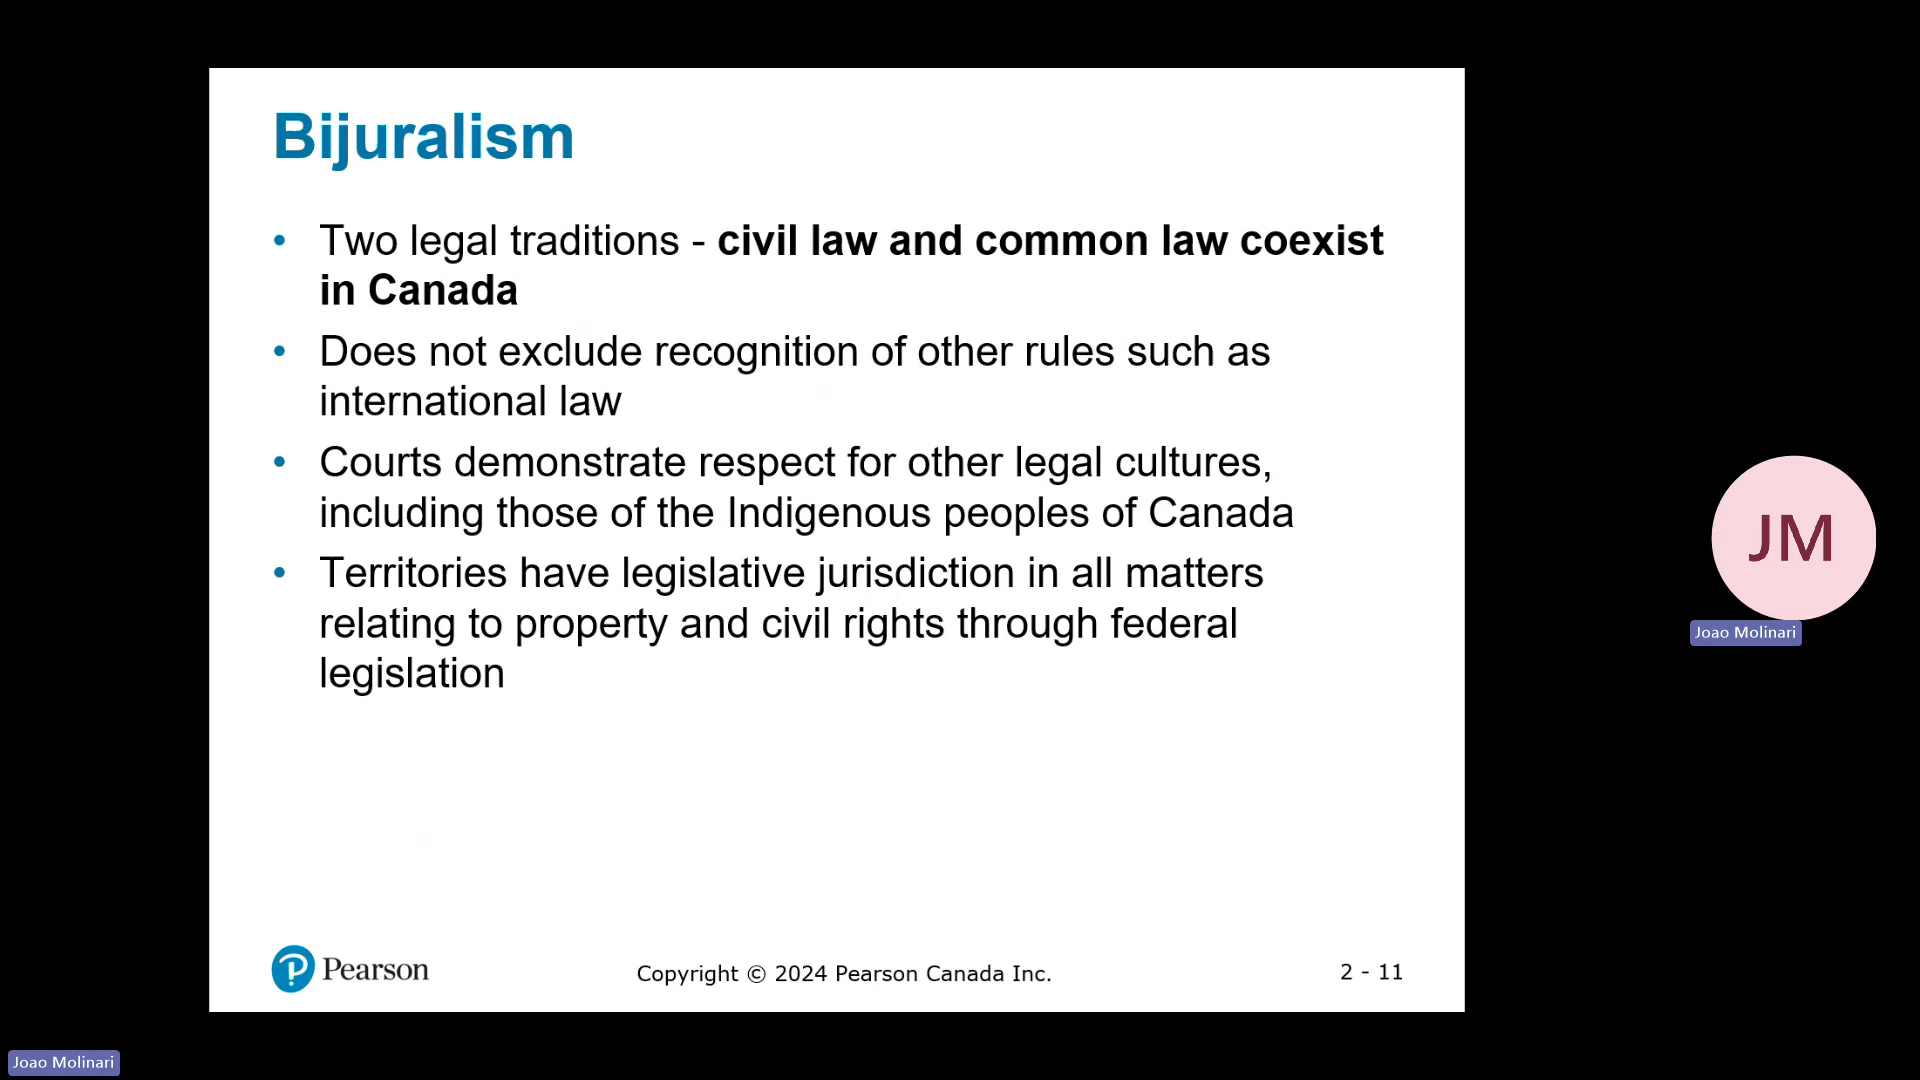 Bijuralism
• Two legal traditions - civil law and common law coexist
in Canada
• Does not exclude recognition of other rules such as
international law
• Courts demonstrate respect for other legal cultures,
including those of the Indigenous peoples of Canada
• Territories have legislative jurisdiction in all matters
relating to property and civil rights through federal
legislation
JM
Joao Molinari
Pearson
Copyright © 2024 Pearson Canada Inc.
2 - 11
Joao Molinari